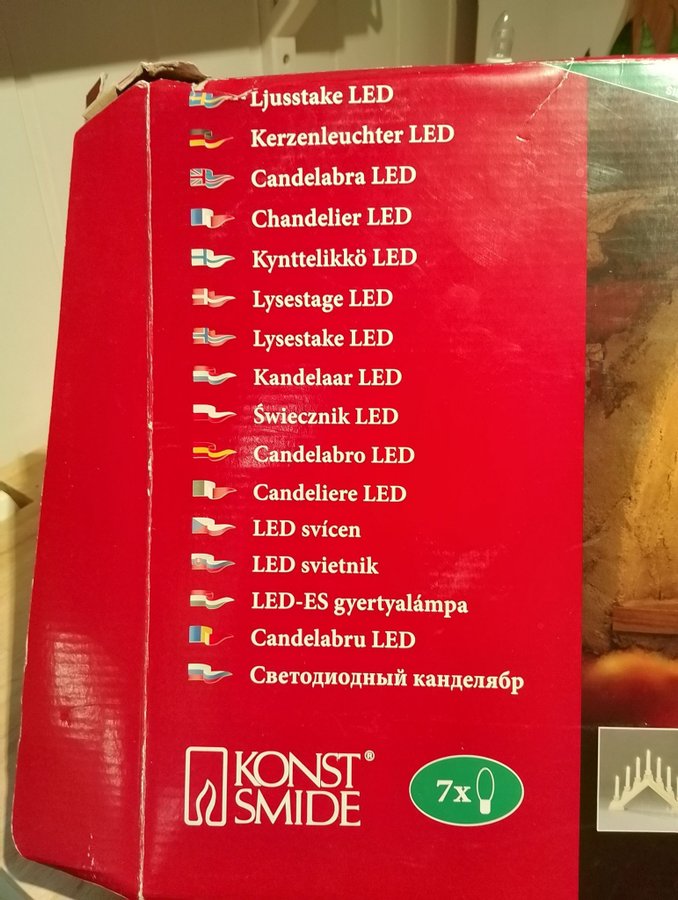 Ljusstake LED
Kerzenleuchter LED
Candelabra LED
Chandelier LED
Kynttelikkö LED
Lysestage LED
Lysestake LED
Kandelaar LED
Świecznik LED
Candelabro LED
Candeliere LED
LED svícen
LED svietnik
LED-ES gyertyalámpa
Candelabru LED
Светодиодный канделябр
KONST®
SMIDE
7x